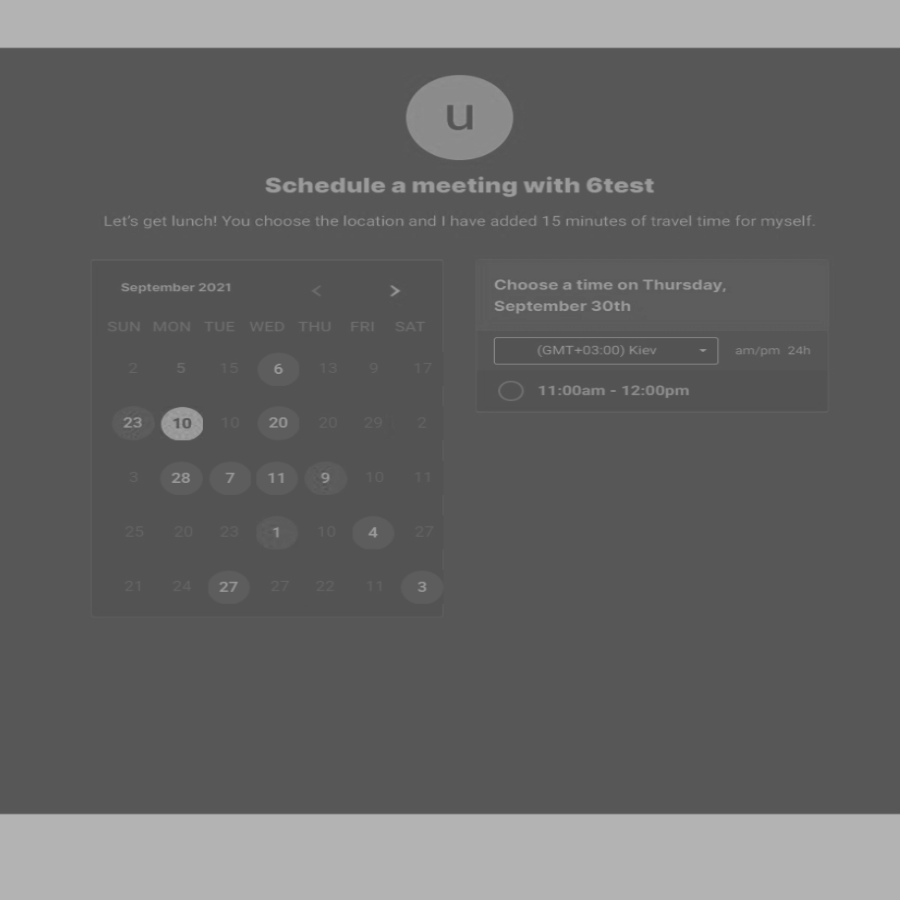 u
Schedule a meeting with 6test
Let's get lunch! You choose the location and I have added 15 minutes of travel time for myself.
September 2021 < >
SUN MON TUE WED THU FRI SAT
2 5 15 6 13 9 17
23 10 10 20 20 29 2
3 28 7 11 9 10 11
25 20 23 1 10 4 27
21 24 27 27 22 11 3
Choose a time on Thursday,
September 30th
(GMT+03:00) Kiev am/pm 24h
11:00am - 12:00pm